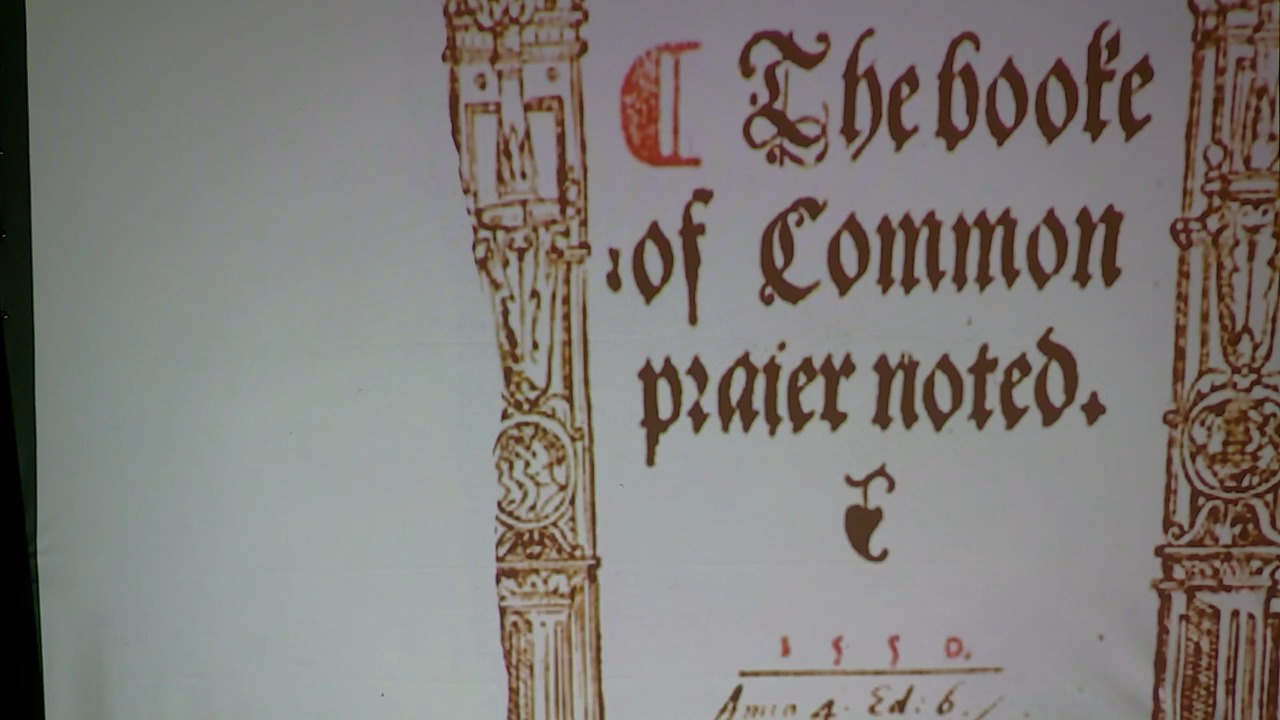 ¶ The booke
of Common
praier noted.
1550.
Anno 4. Ed: 6.